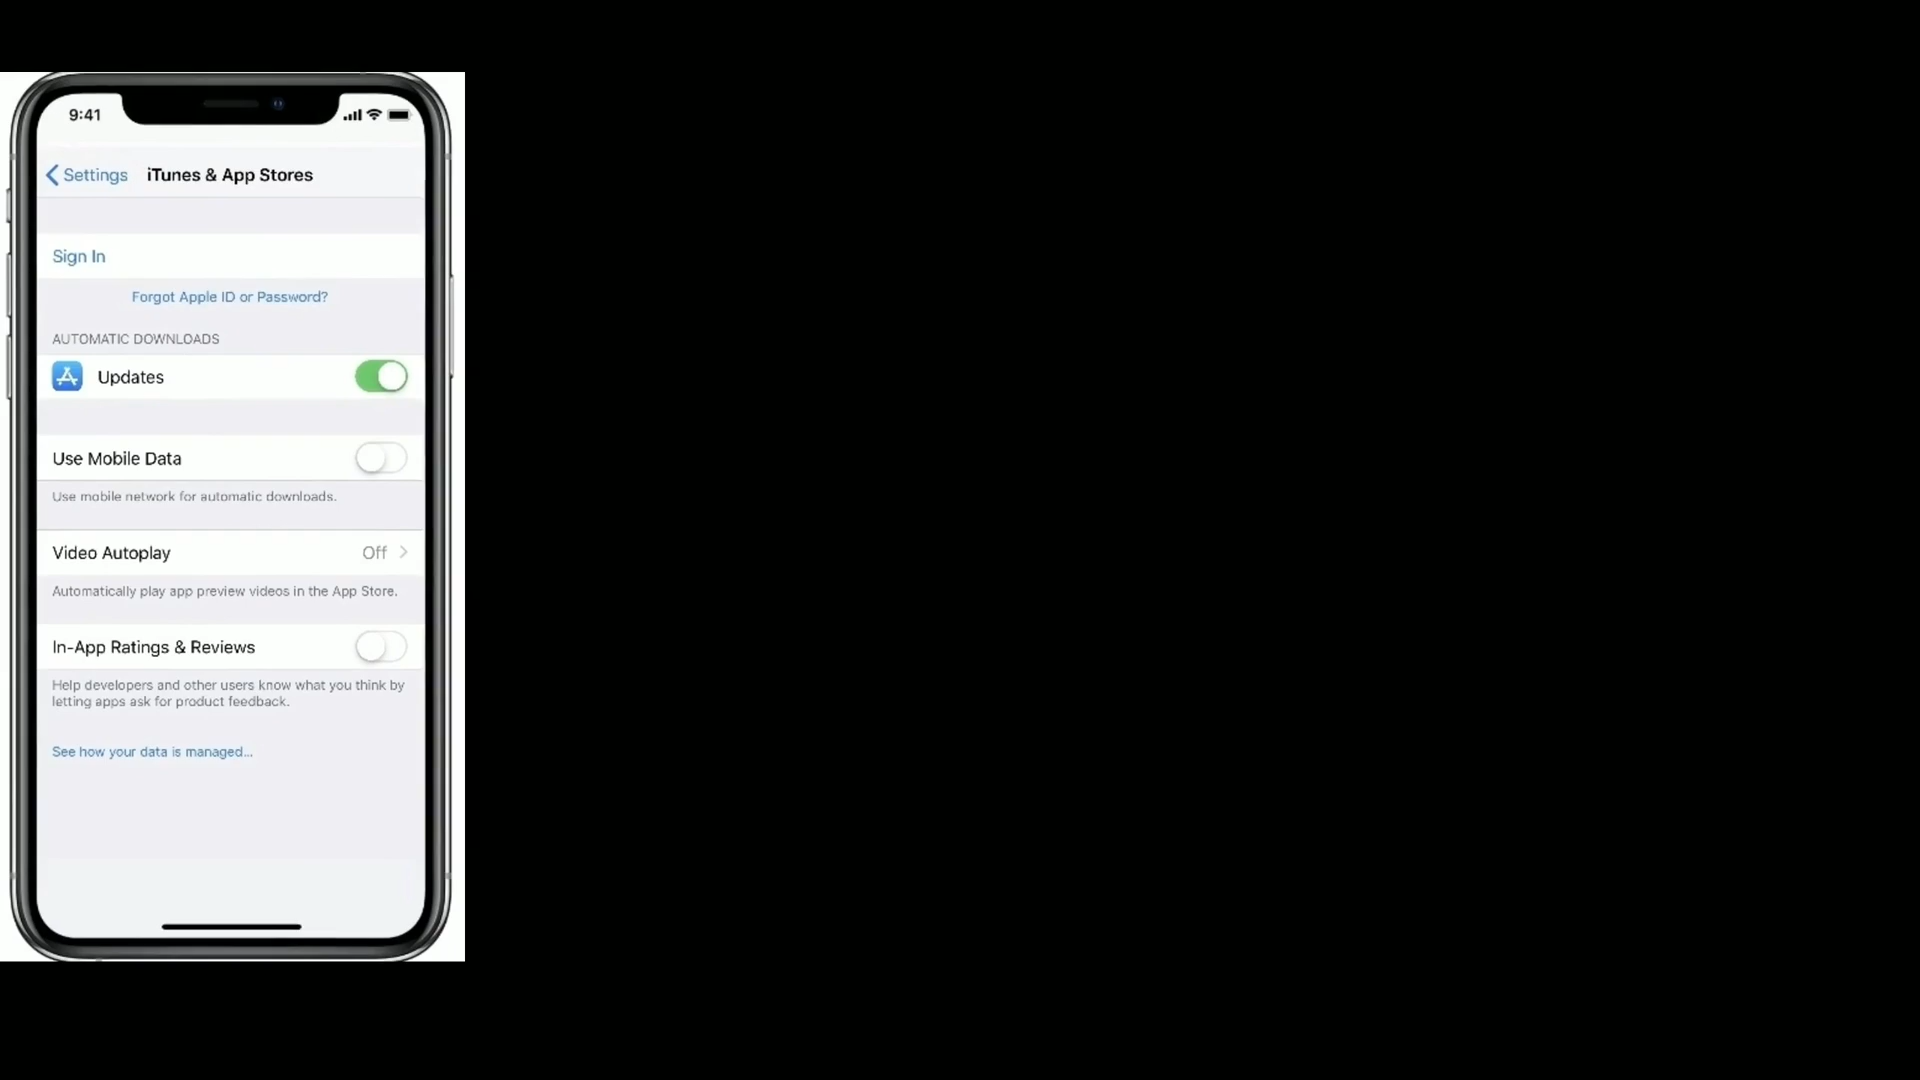 9:41
Settings
iTunes & App Stores
Sign In
Forgot Apple ID or Password?
AUTOMATIC DOWNLOADS
Updates
Use Mobile Data
Use mobile network for automatic downloads.
Video Autoplay
Off
Automatically play app preview videos in the App Store.
In-App Ratings & Reviews
Help developers and other users know what you think by
letting apps ask for product feedback.
See how your data is managed...